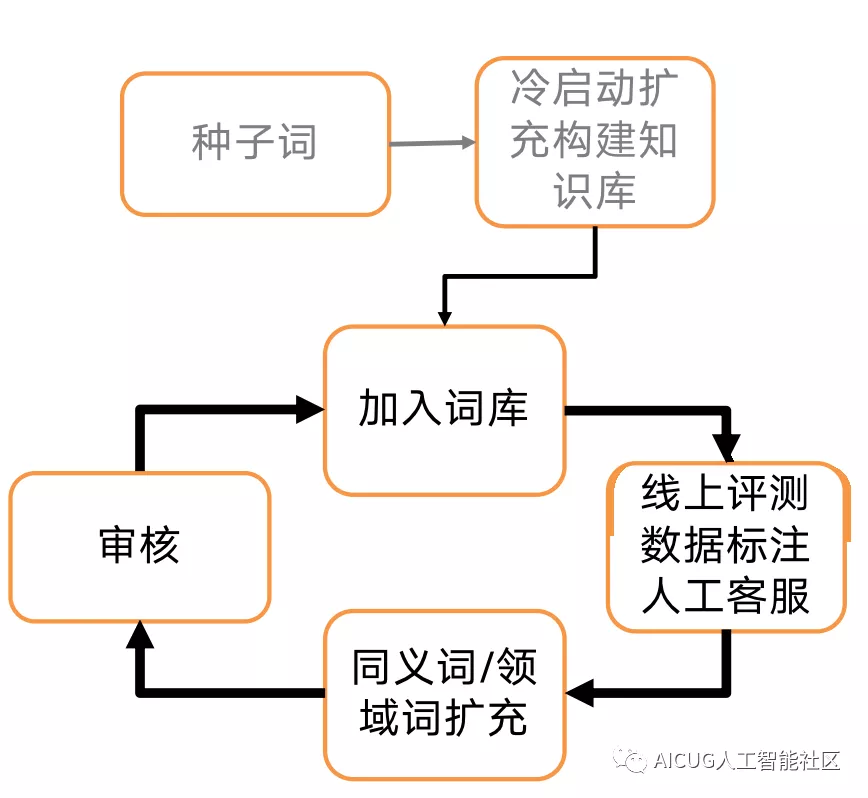 种子词
冷启动扩
充构建知
识库
加入词库
线上评测
数据标注
人工客服
审核
同义词/领
域词扩充
AICUG人工智能社区